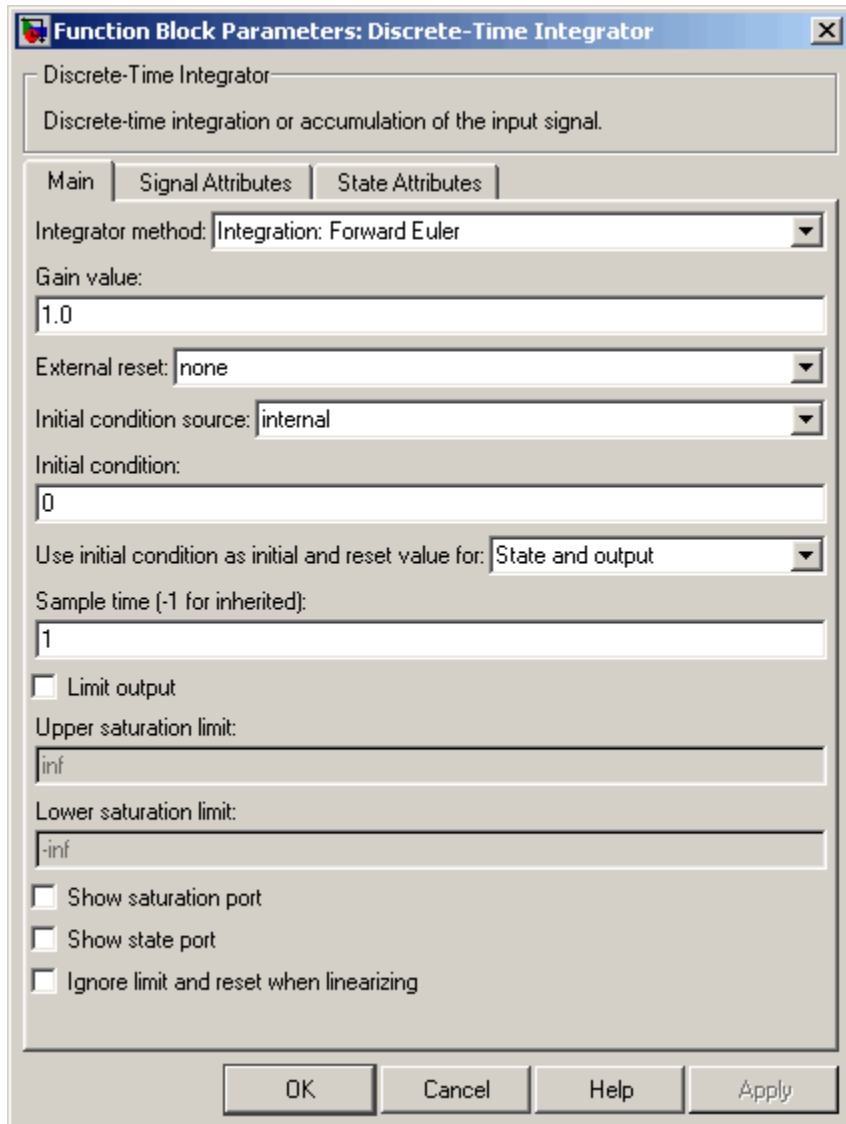 Function Block Parameters: Discrete-Time Integrator
Discrete-Time Integrator
Discrete-time integration or accumulation of the input signal.
Main Signal Attributes State Attributes
Integrator method: Integration: Forward Euler
Gain value:
1.0
External reset: none
Initial condition source: internal
Initial condition:
0
Use initial condition as initial and reset value for: State and output
Sample time (-1 for inherited):
1
Limit output
Upper saturation limit:
inf
Lower saturation limit:
-inf
Show saturation port
Show state port
Ignore limit and reset when linearizing
OK Cancel Help Apply